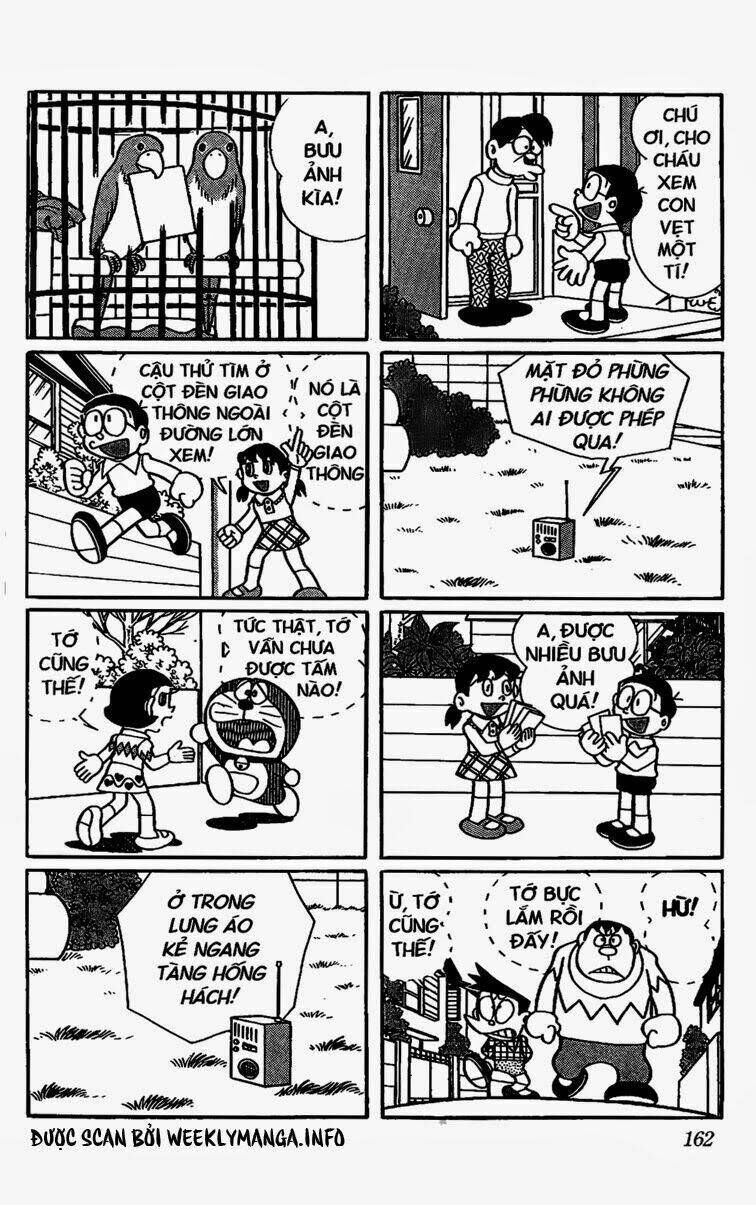 CHÚ
ƠI, CHO
CHÁU
XEM
CON
VẸT
MỘT
TÍ!
A,
BƯU
ẢNH
KÌA!
MẶT ĐỎ PHỪNG
PHỪNG KHÔNG
AI ĐƯỢC PHÉP
QUA!
NÓ LÀ
CỘT
ĐÈN
GIAO
THÔNG
CẬU THỬ TÌM Ở
CỘT ĐÈN GIAO
THÔNG NGOÀI
ĐƯỜNG LỚN
XEM!
A, ĐƯỢC
NHIỀU BƯU
ẢNH
QUÁ!
TỨC THẬT, TỚ
VẪN CHƯA
ĐƯỢC TẤM
NÀO!
TỚ
CŨNG
THẾ!
HỪ!
TỚ BỰC
LẮM RỒI
ĐẤY!
Ừ, TỚ
CŨNG
THẾ!
Ở TRONG
LƯNG ÁO
KẺ NGANG
TÀNG HỐNG
HÁCH!
ĐƯỢC SCAN BỞI WEEKLYMANGA.INFO
162